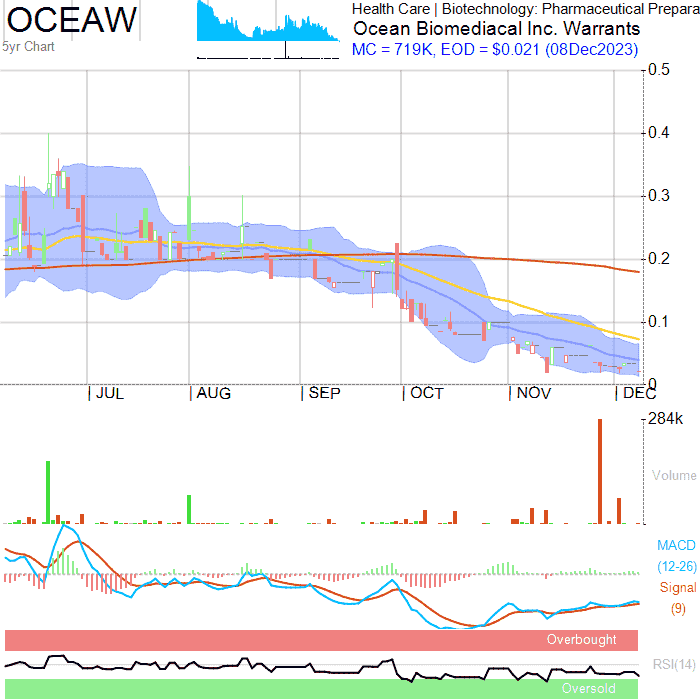 OCEAW
5yr Chart
Health Care | Biotechnology: Pharmaceutical Prepara
Ocean Biomediacal Inc. Warrants
MC = 719K, EOD = $0.021 (08Dec2023)
0.5
0.4
0.3
0.2
0.1
0
JUL AUG SEP OCT NOV DEC
284k
Volume
MACD
(12-26)
Signal
(9)
Overbought
RSI(14)
Oversold